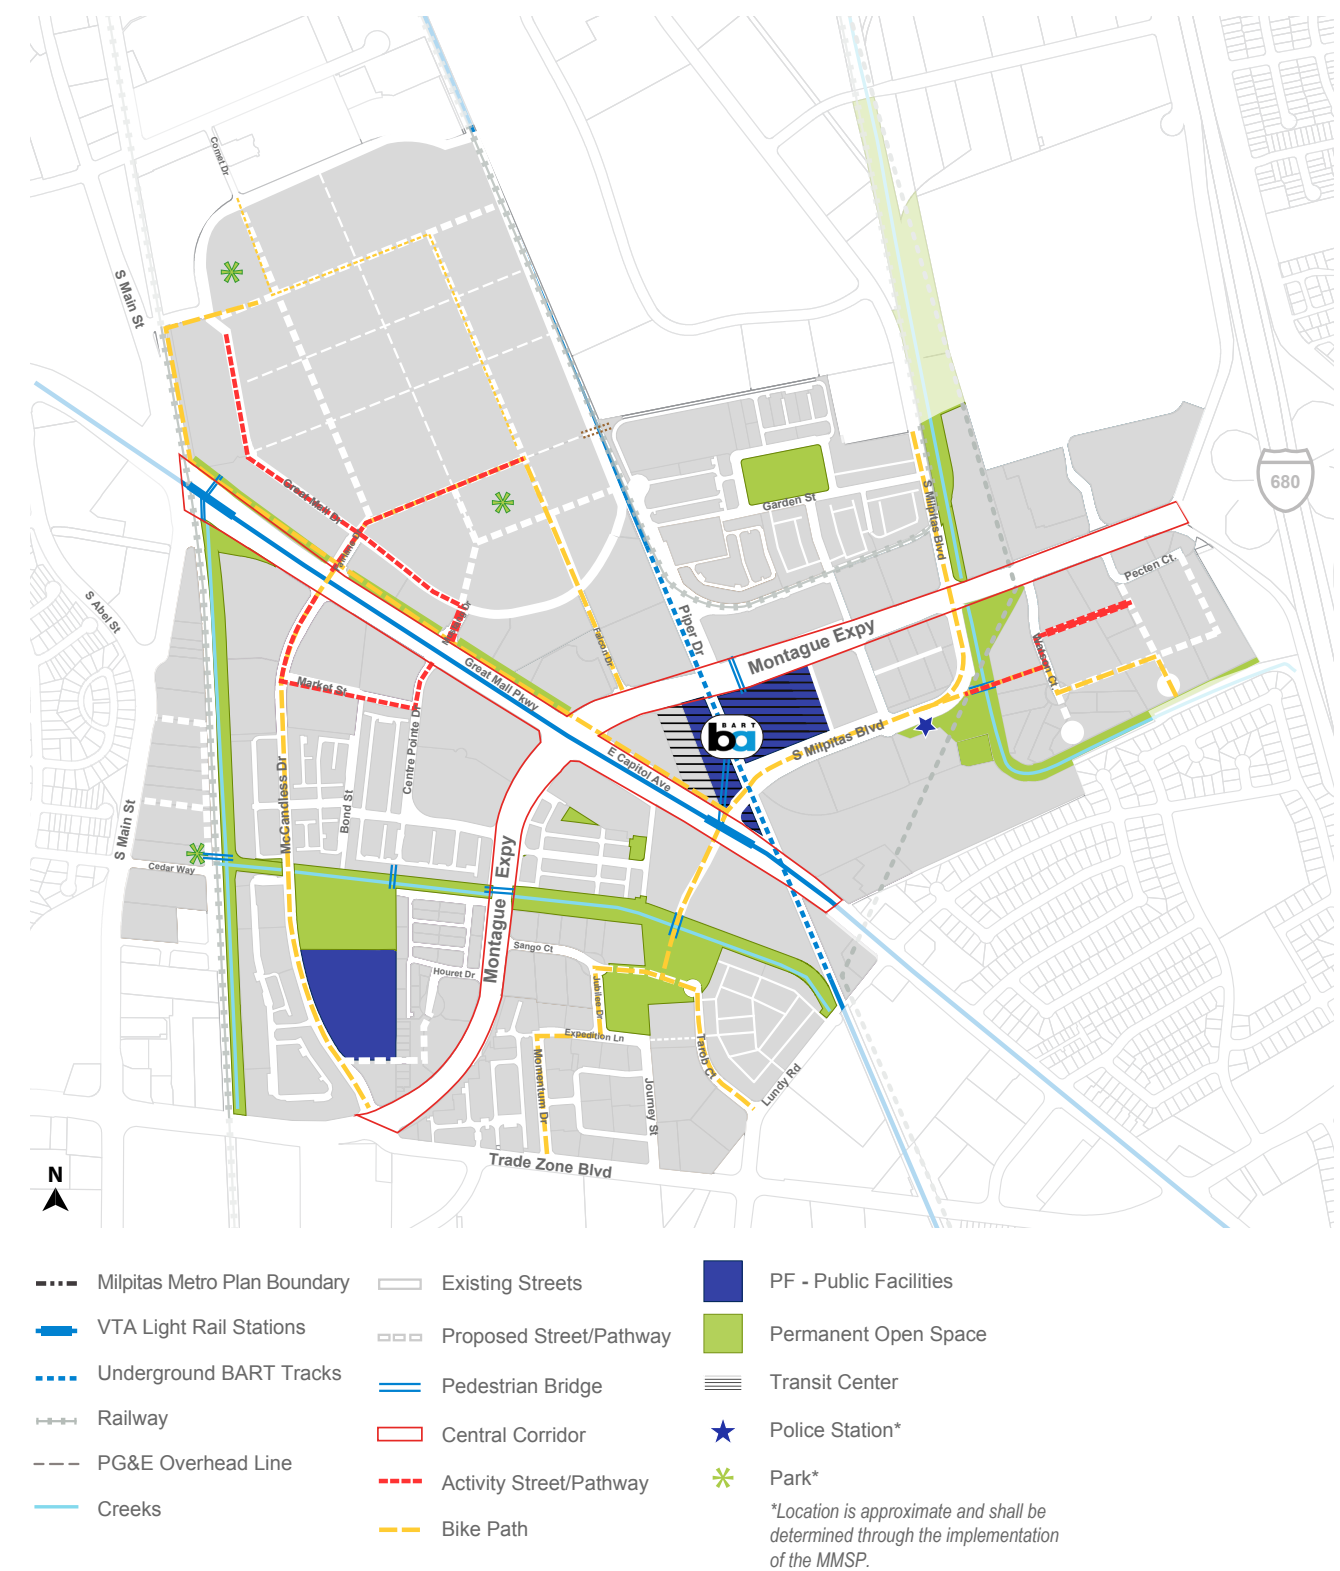 Comet Dr
S Main St
680
Garden St
S Milpitas Blvd
Great Mall Dr
Pecten Ct.
S Abel St
Piper Dr
Montague Expy
Falcon Dr
Watson Ct.
Great Mall Pkwy
Market St
BART
ba
S Milpitas Blvd
Centre Pointe Dr
E Capitol Ave
McCandless Dr
Bond St
S Main St
Cedar Way
Montague Expy
Sango Ct
Houret Dr
Jubilee Dr
Expedition Ln
Tarob Ct
Momentum Dr
Journey St
Lundy Rd
Trade Zone Blvd
N
Milpitas Metro Plan Boundary
VTA Light Rail Stations
Underground BART Tracks
Railway
PG&E Overhead Line
Creeks
Existing Streets
Proposed Street/Pathway
Pedestrian Bridge
Central Corridor
Activity Street/Pathway
Bike Path
PF - Public Facilities
Permanent Open Space
Transit Center
Police Station*
Park*
*Location is approximate and shall be
determined through the implementation
of the MMSP.